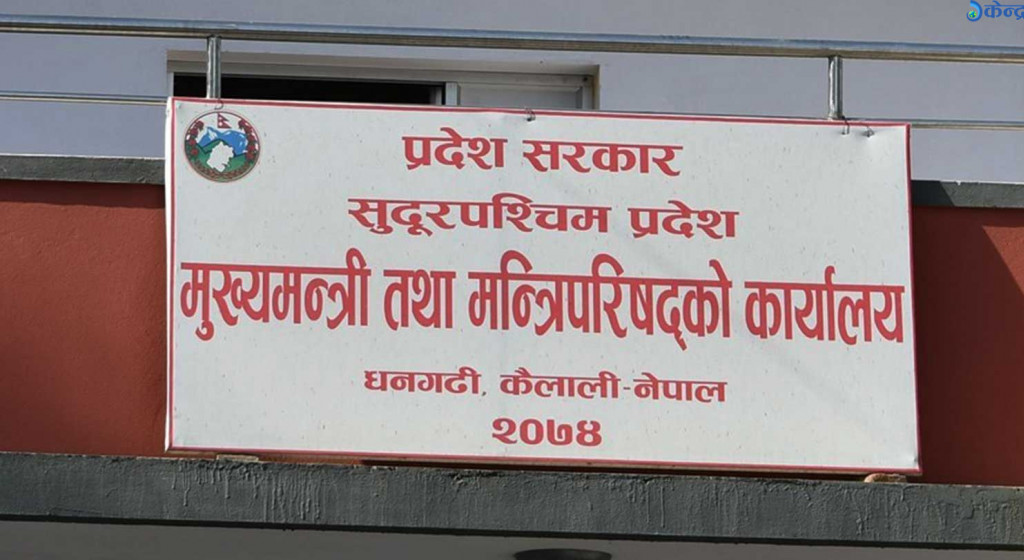 केन्द्र
प्रदेश सरकार
सुदूरपश्चिम प्रदेश
मुख्यमन्त्री तथा मन्त्रिपरिषद्को कार्यालय
धनगढी, कैलाली-नेपाल
२०७४